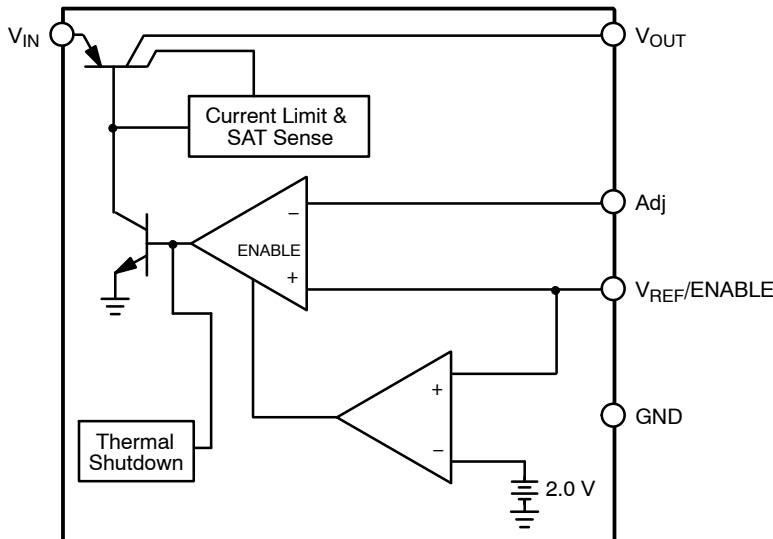 VIN
VOUT
Current Limit &
SAT Sense
Adj
−
ENABLE
+
VREF/ENABLE
+
GND
Thermal
Shutdown
−
2.0 V